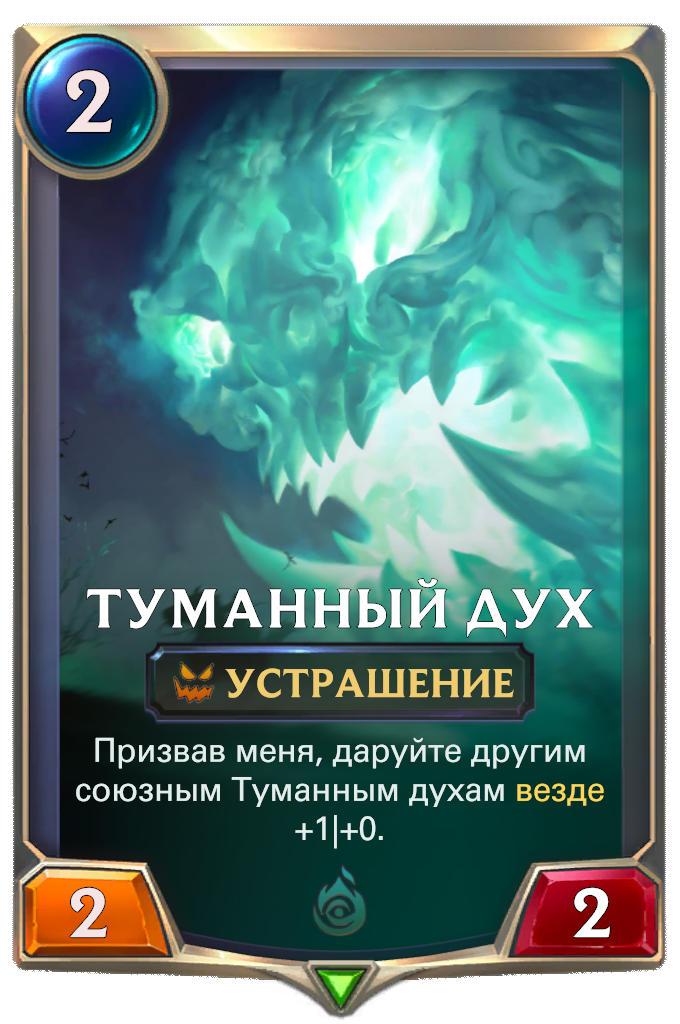 2
ТУМАННЫЙ ДУХ
УСТРАШЕНИЕ
Призвав меня, даруйте другим
союзным Туманным духам везде
+1|+0.
2
2